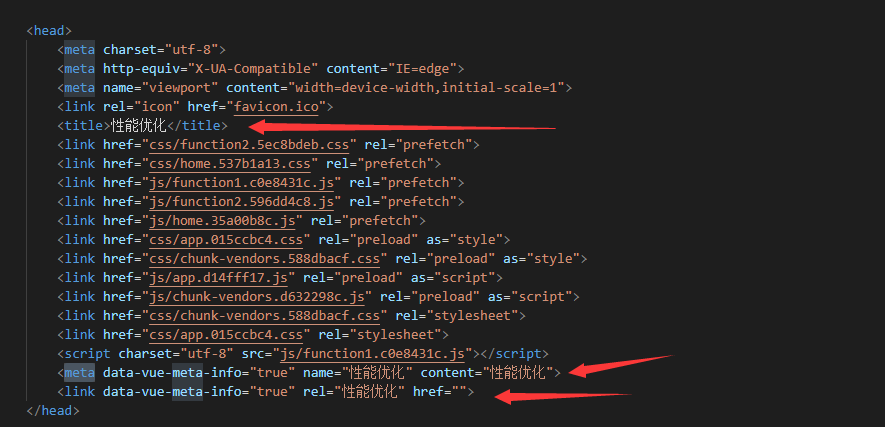 <head>
<meta charset="utf-8">
<meta http-equiv="X-UA-Compatible" content="IE=edge">
<meta name="viewport" content="width=device-width,initial-scale=1">
<link rel="icon" href="favicon.ico">
<title>性能优化</title>
<link href="css/function2.5ec8bdeb.css" rel="prefetch">
<link href="css/home.537b1a13.css" rel="prefetch">
<link href="js/function1.c0e8431c.js" rel="prefetch">
<link href="js/function2.596dd4c8.js" rel="prefetch">
<link href="js/home.35a00b8c.js" rel="prefetch">
<link href="css/app.015ccbc4.css" rel="preload" as="style">
<link href="css/chunk-vendors.588dbacf.css" rel="preload" as="style">
<link href="js/app.d14fff17.js" rel="preload" as="script">
<link href="js/chunk-vendors.d632298c.js" rel="preload" as="script">
<link href="css/chunk-vendors.588dbacf.css" rel="stylesheet">
<link href="css/app.015ccbc4.css" rel="stylesheet">
<script charset="utf-8" src="js/function1.c0e8431c.js"></script>
<meta data-vue-meta-info="true" name="性能优化" content="性能优化">
<link data-vue-meta-info="true" rel="性能优化" href="">
</head>